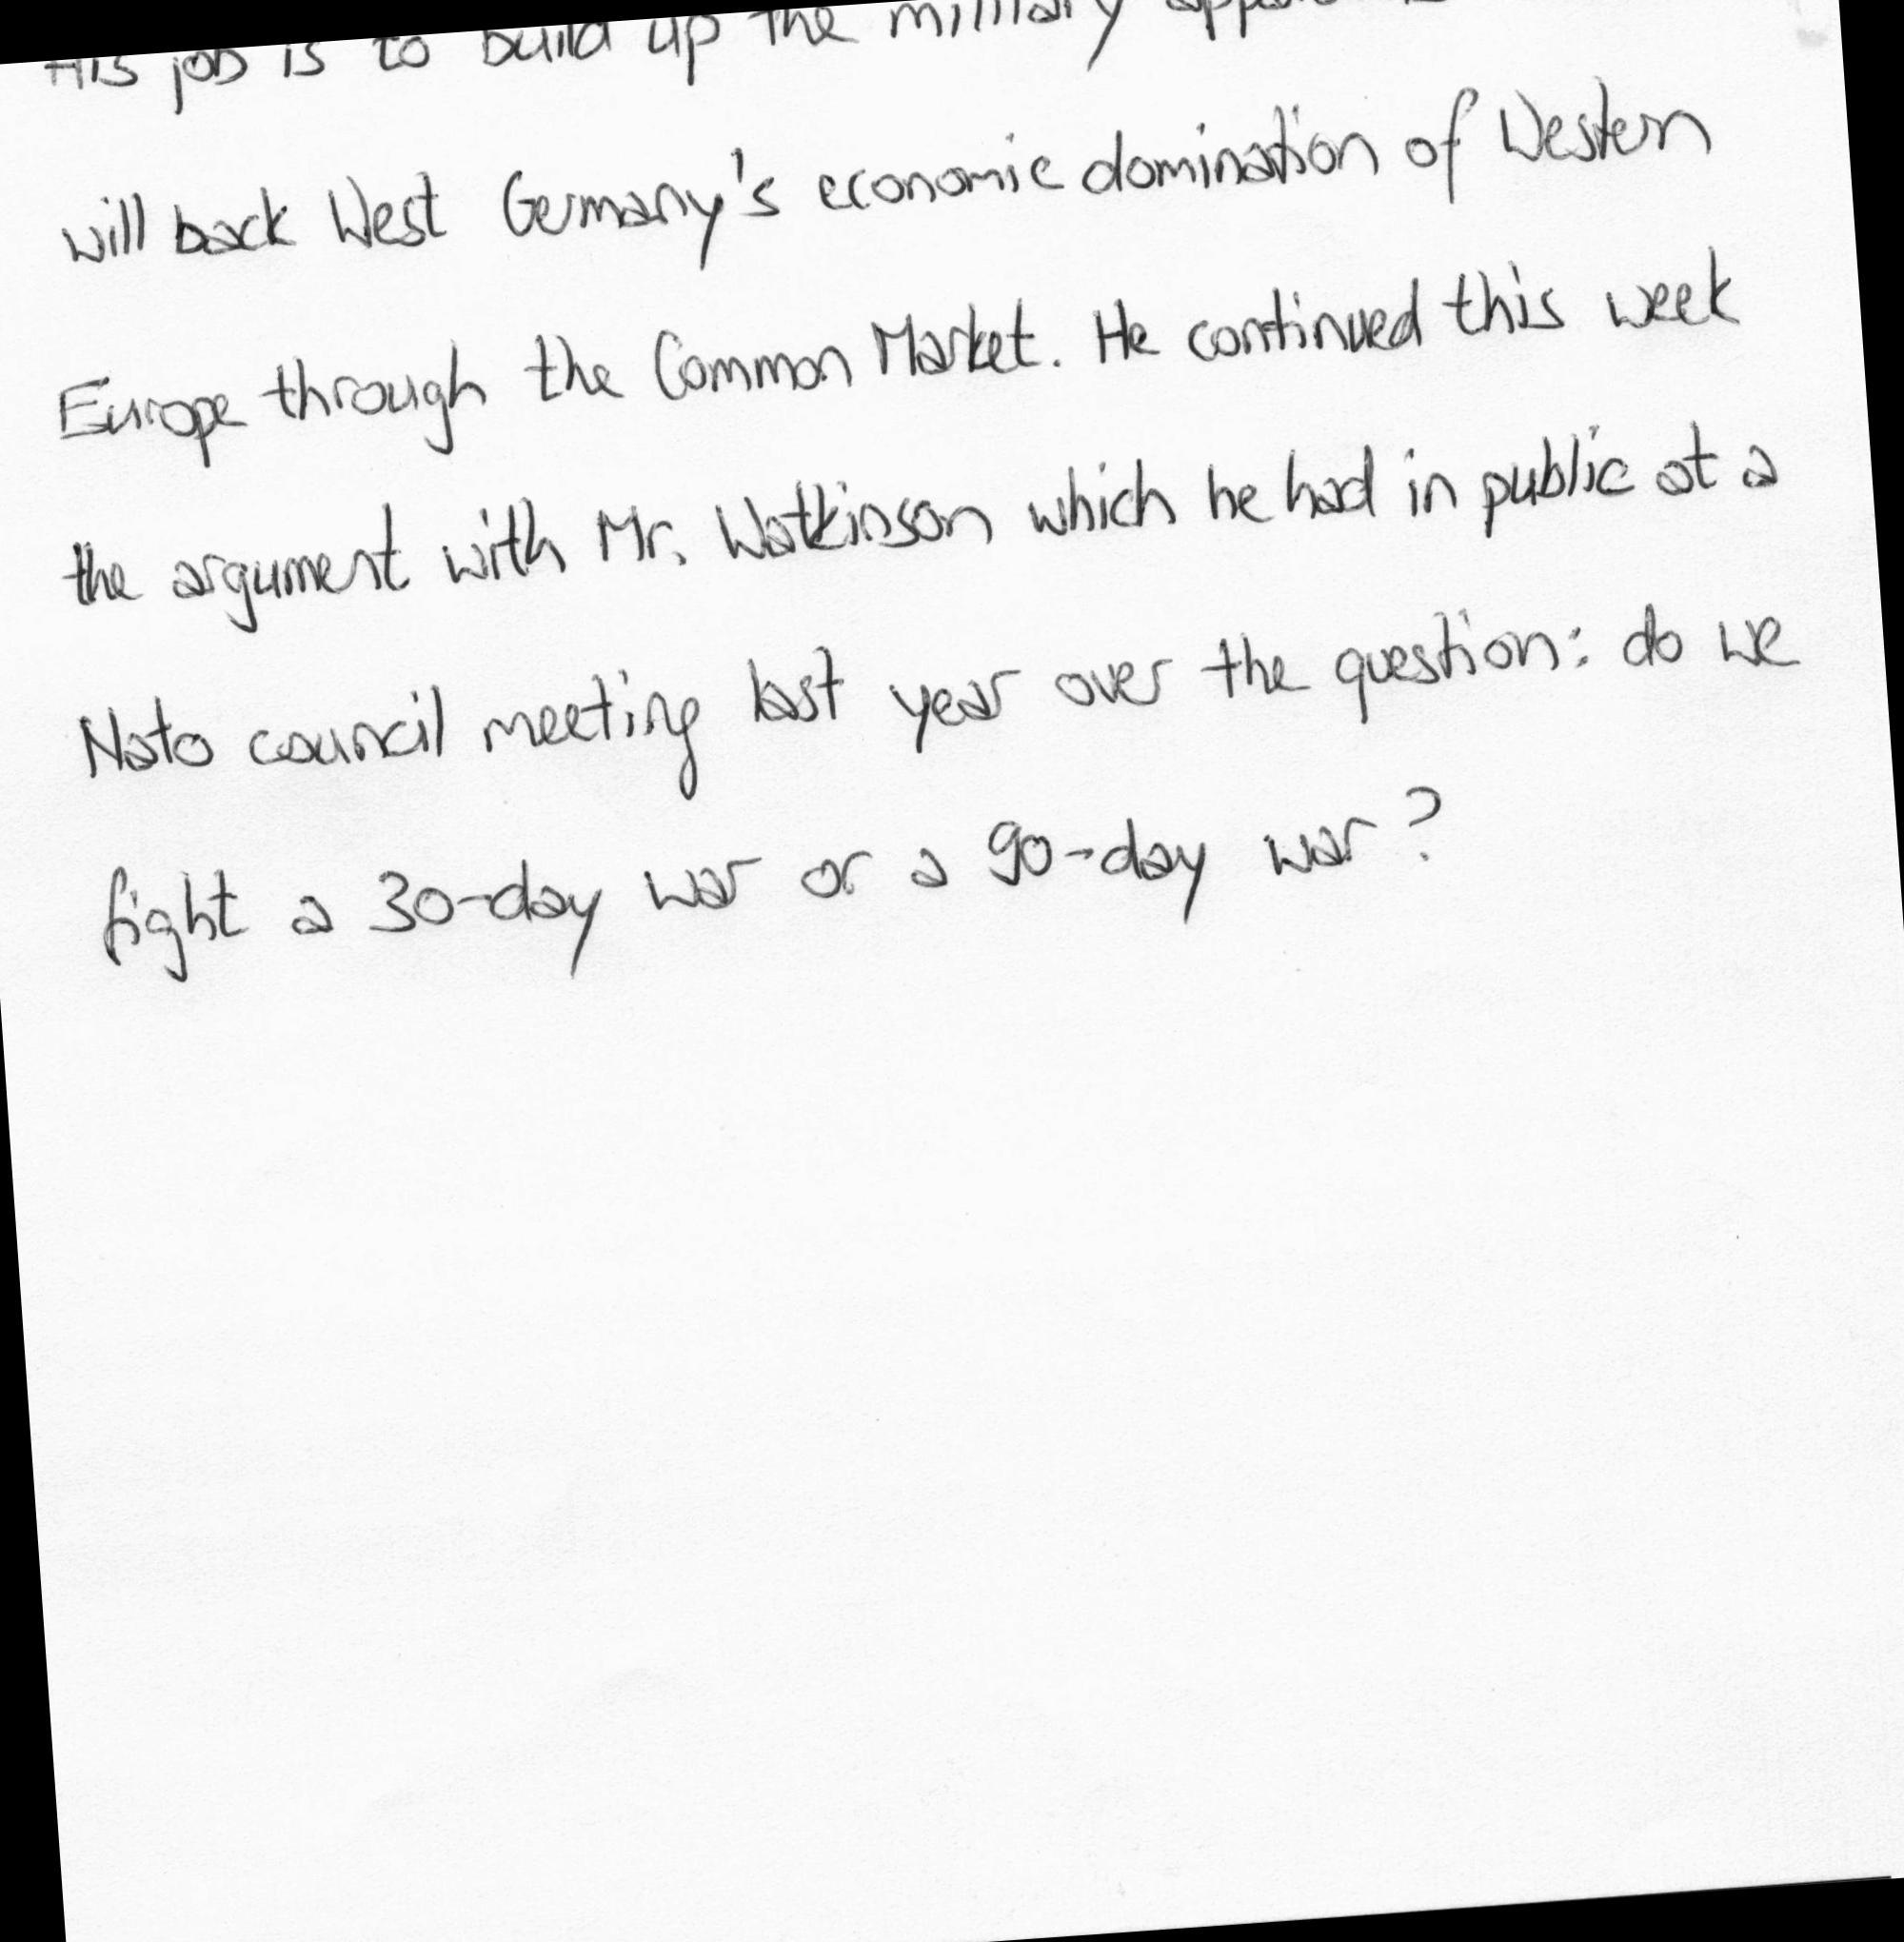 His job is to build up the military
will back West Germany's economic domination of Western
Europe through the Common Market. He continued this week
the argument with Mr. Watkinson which he had in public at a
Nato council meeting last year over the question: do we
fight a 30-day war or a 90-day war?